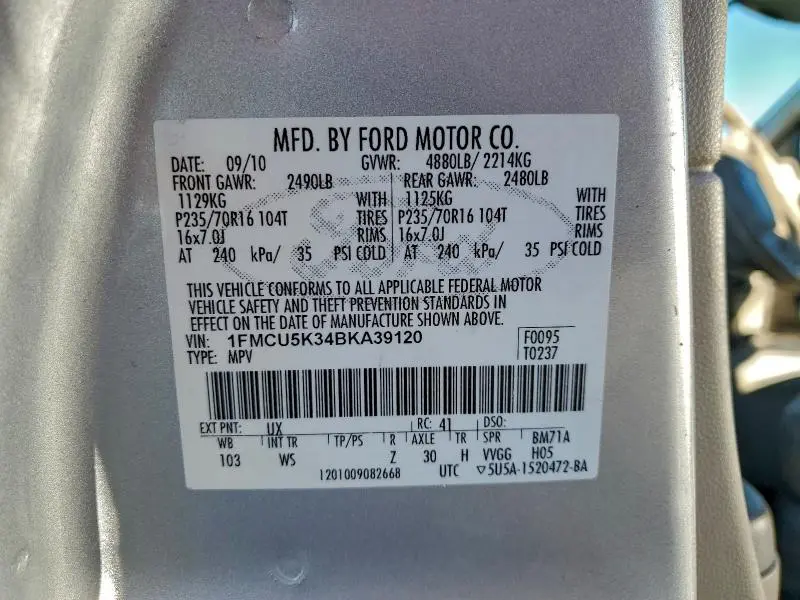 MFD. BY FORD MOTOR CO.
DATE: 09/10 GVWR: 4880LB/ 2214KG
FRONT GAWR: 2490LB REAR GAWR: 2480LB
1129KG WITH 1125KG WITH
P235/70R16 104T TIRES P235/70R16 104T TIRES
16x7.0J RIMS 16x7.0J RIMS
AT 240 kPa/ 35 PSI COLD AT 240 kPa/ 35 PSI COLD
THIS VEHICLE CONFORMS TO ALL APPLICABLE FEDERAL MOTOR
VEHICLE SAFETY AND THEFT PREVENTION STANDARDS IN
EFFECT ON THE DATE OF MANUFACTURE SHOWN ABOVE.
VIN: 1FMCU5K34BKA39120 F0095
TYPE: MPV T0237
EXT PNT: UX RC: 41 DSO:
WB INT TR TP/PS R AXLE TR SPR BM71A
103 WS Z 30 H VVGG H05
1201009082668 UTC ▽5U5A-1520472-BA